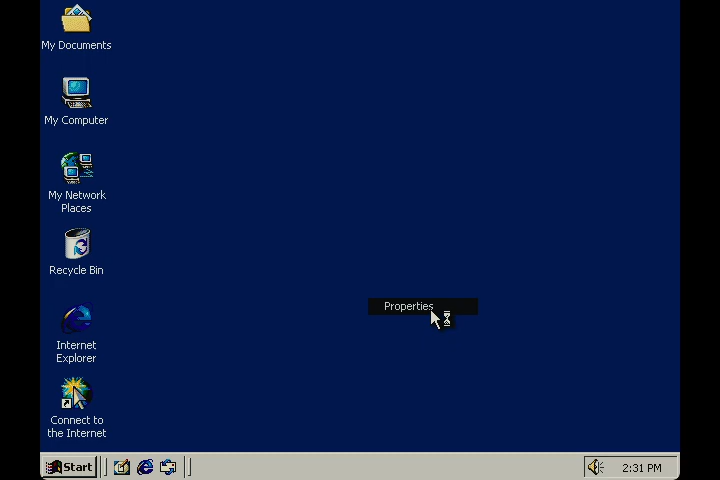 My Documents
My Computer
My Network
Places
Recycle Bin
Internet
Explorer
Connect to
the Internet
Properties
Start
2:31 PM